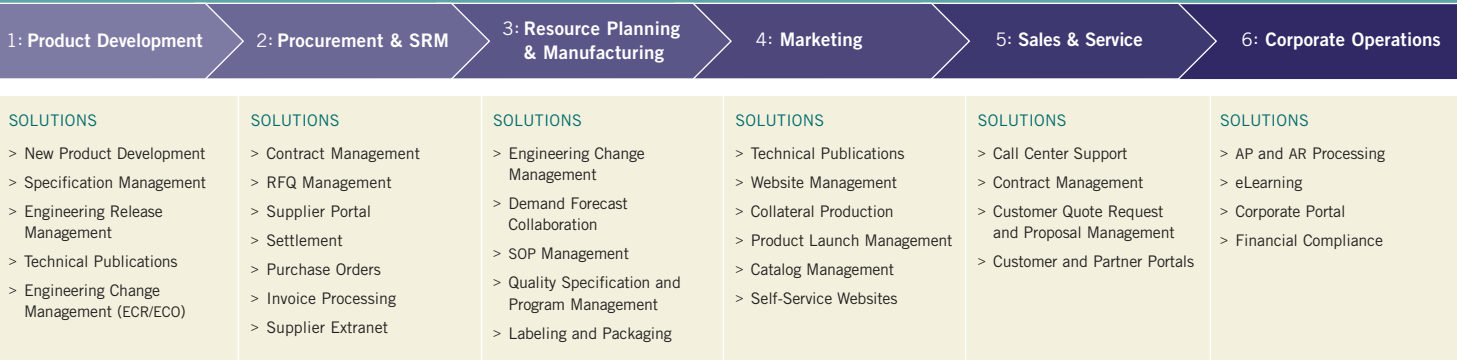 1: Product Development
2: Procurement & SRM
3: Resource Planning
& Manufacturing
4: Marketing
5: Sales & Service
6: Corporate Operations
SOLUTIONS
> New Product Development
> Specification Management
> Engineering Release
Management
> Technical Publications
> Engineering Change
Management (ECR/ECO)
SOLUTIONS
> Contract Management
> RFQ Management
> Supplier Portal
> Settlement
> Purchase Orders
> Invoice Processing
> Supplier Extranet
SOLUTIONS
> Engineering Change
Management
> Demand Forecast
Collaboration
> SOP Management
> Quality Specification and
Program Management
> Labeling and Packaging
SOLUTIONS
> Technical Publications
> Website Management
> Collateral Production
> Product Launch Management
> Catalog Management
> Self-Service Websites
SOLUTIONS
> Call Center Support
> Contract Management
> Customer Quote Request
and Proposal Management
> Customer and Partner Portals
SOLUTIONS
> AP and AR Processing
> eLearning
> Corporate Portal
> Financial Compliance